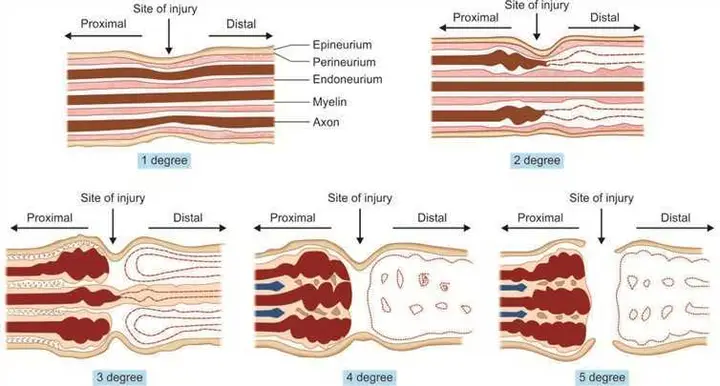 Site of injury
Proximal
Distal
Epineurium
Perineurium
Endoneurium
Myelin
Axon
1 degree
Site of injury
Proximal
Distal
2 degree
Site of injury
Proximal
Distal
3 degree
Site of injury
Proximal
Distal
4 degree
Site of injury
Proximal
Distal
5 degree